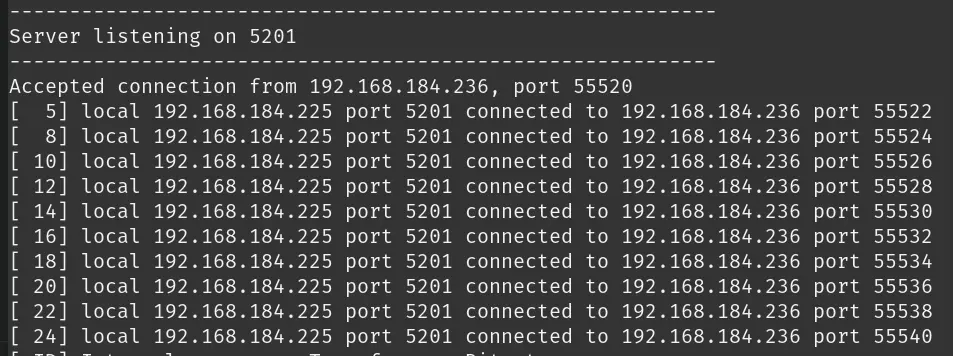 -----------------------------------------------------------
Server listening on 5201
-----------------------------------------------------------
Accepted connection from 192.168.184.236, port 55520
[  5] local 192.168.184.225 port 5201 connected to 192.168.184.236 port 55522
[  8] local 192.168.184.225 port 5201 connected to 192.168.184.236 port 55524
[ 10] local 192.168.184.225 port 5201 connected to 192.168.184.236 port 55526
[ 12] local 192.168.184.225 port 5201 connected to 192.168.184.236 port 55528
[ 14] local 192.168.184.225 port 5201 connected to 192.168.184.236 port 55530
[ 16] local 192.168.184.225 port 5201 connected to 192.168.184.236 port 55532
[ 18] local 192.168.184.225 port 5201 connected to 192.168.184.236 port 55534
[ 20] local 192.168.184.225 port 5201 connected to 192.168.184.236 port 55536
[ 22] local 192.168.184.225 port 5201 connected to 192.168.184.236 port 55538
[ 24] local 192.168.184.225 port 5201 connected to 192.168.184.236 port 55540